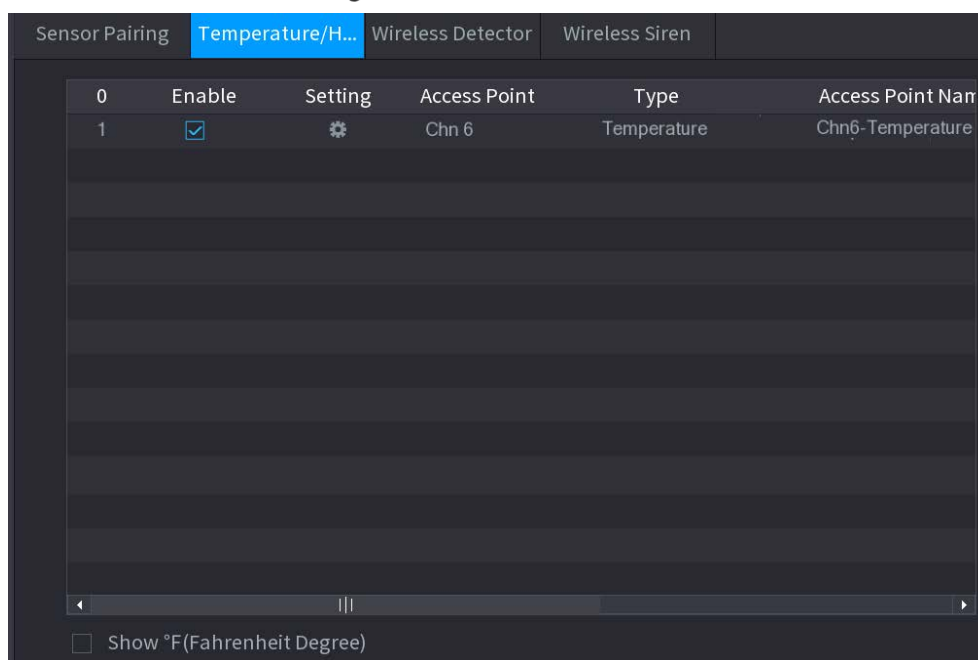 Sensor Pairing Temperature/H... Wireless Detector Wireless Siren
0 Enable Setting Access Point Type Access Point Nam
1 Chn 6 Temperature Chn6-Temperature
Show °F(Fahrenheit Degree)